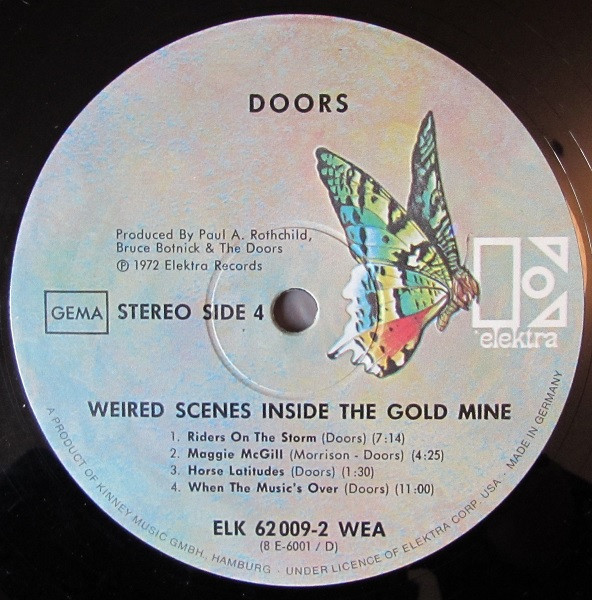 DOORS
Produced By Paul A. Rothchild,
Bruce Botnick & The Doors
℗ 1972 Elektra Records
GEMA STEREO SIDE 4
elektra
WEIRED SCENES INSIDE THE GOLD MINE
1. Riders On The Storm (Doors) (7:14)
2. Maggie McGill (Morrison - Doors) (4:25)
3. Horse Latitudes (Doors) (1:30)
4. When The Music's Over (Doors) (11:00)
ELK 62 009-2 WEA
(8 E-6001 / D)
A PRODUCT OF KINNEY MUSIC GMBH., HAMBURG - UNDER LICENCE OF ELEKTRA CORP. USA - MADE IN GERMANY